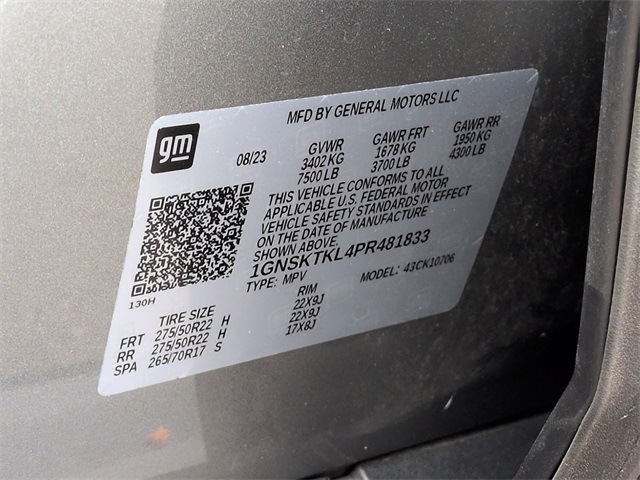 MFD BY GENERAL MOTORS LLC
gm
08/23
GVWR GAWR FRT GAWR RR
3402 KG 1678 KG 1950 KG
7500 LB 3700 LB 4300 LB
THIS VEHICLE CONFORMS TO ALL
APPLICABLE U.S. FEDERAL MOTOR
VEHICLE SAFETY STANDARDS IN EFFECT
ON THE DATE OF MANUFACTURE
SHOWN ABOVE.
1GNSKTKL4PR481833
TYPE: MPV MODEL: 43CK10706
130H
TIRE SIZE RIM
FRT 275/50R22 H 22X9J
RR 275/50R22 H 22X9J
SPA 265/70R17 S 17X8J